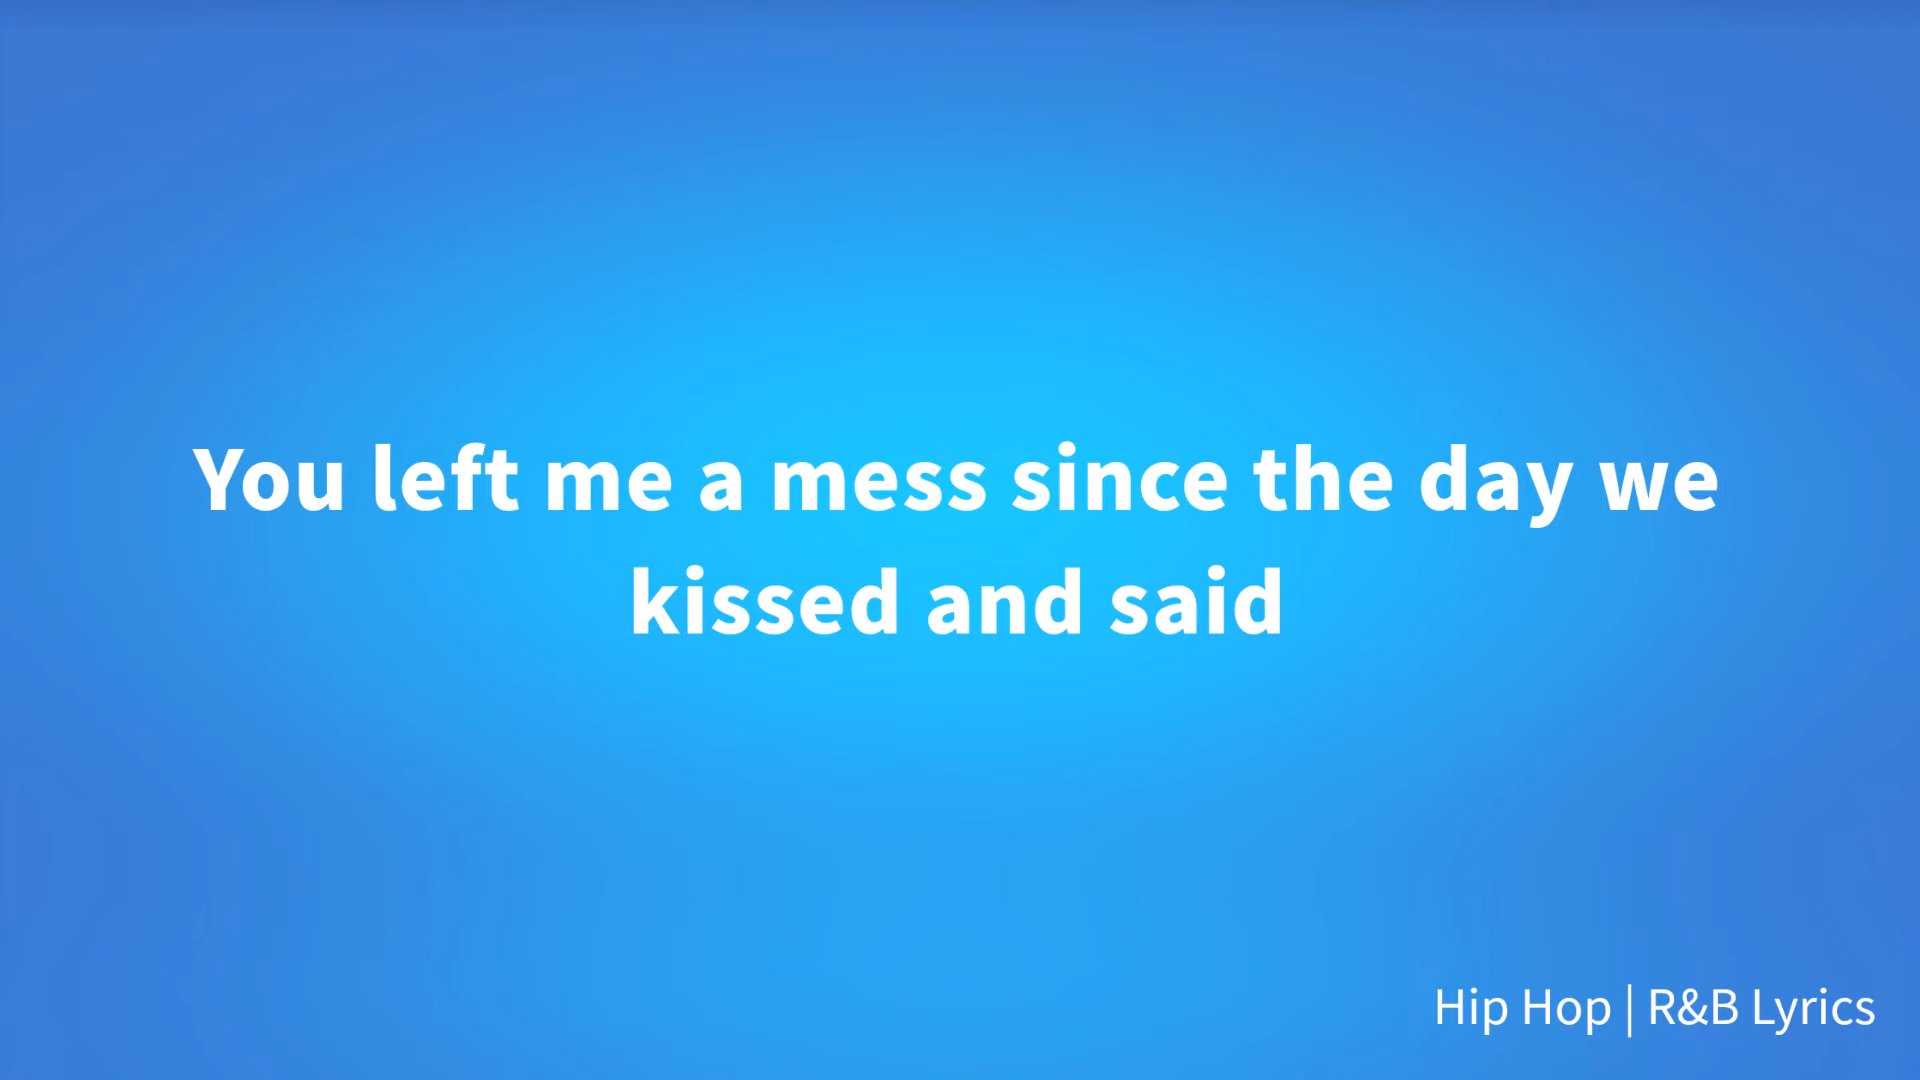 You left me a mess since the day we
kissed and said
Hip Hop | R&B Lyrics